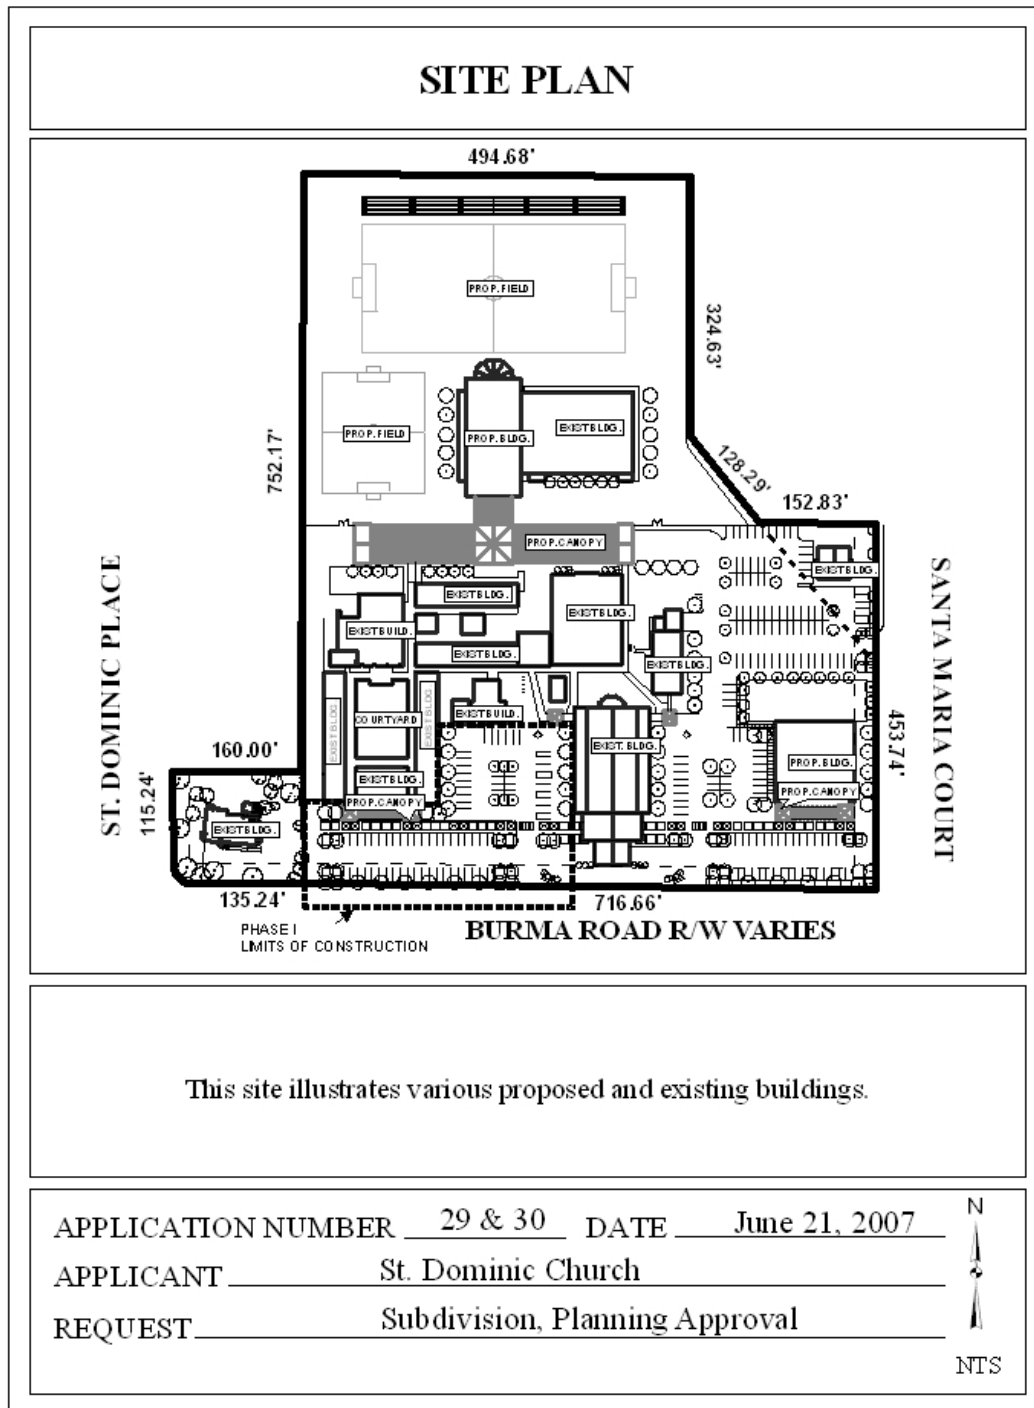 SITE PLAN
494.68'
PROP. FIELD
324.63'
752.17'
PROP. FIELD
PROP. BLDG.
EXIST BLDG.
128.29'
152.83'
PROP. CANOPY
EXIST BLDG.
ST. DOMINIC PLACE
SANTA MARIA COURT
EXIST BLDG.
EXIST BLDG.
EXIST BUILD.
EXIST BLDG.
EXIST BLDG.
EXIST BLDG
COURTYARD
EXIST BLDG
EXIST BUILD.
EXIST. BLDG.
453.74'
PROP. BLDG.
160.00'
EXIST BLDG.
PROP. CANOPY
PROP. CANOPY
115.24'
EXIST BLDG.
135.24'
716.66'
PHASE I
LIMITS OF CONSTRUCTION
BURMA ROAD R/W VARIES
This site illustrates various proposed and existing buildings.
APPLICATION NUMBER 29 & 30 DATE June 21, 2007
APPLICANT St. Dominic Church
REQUEST Subdivision, Planning Approval
N
NTS